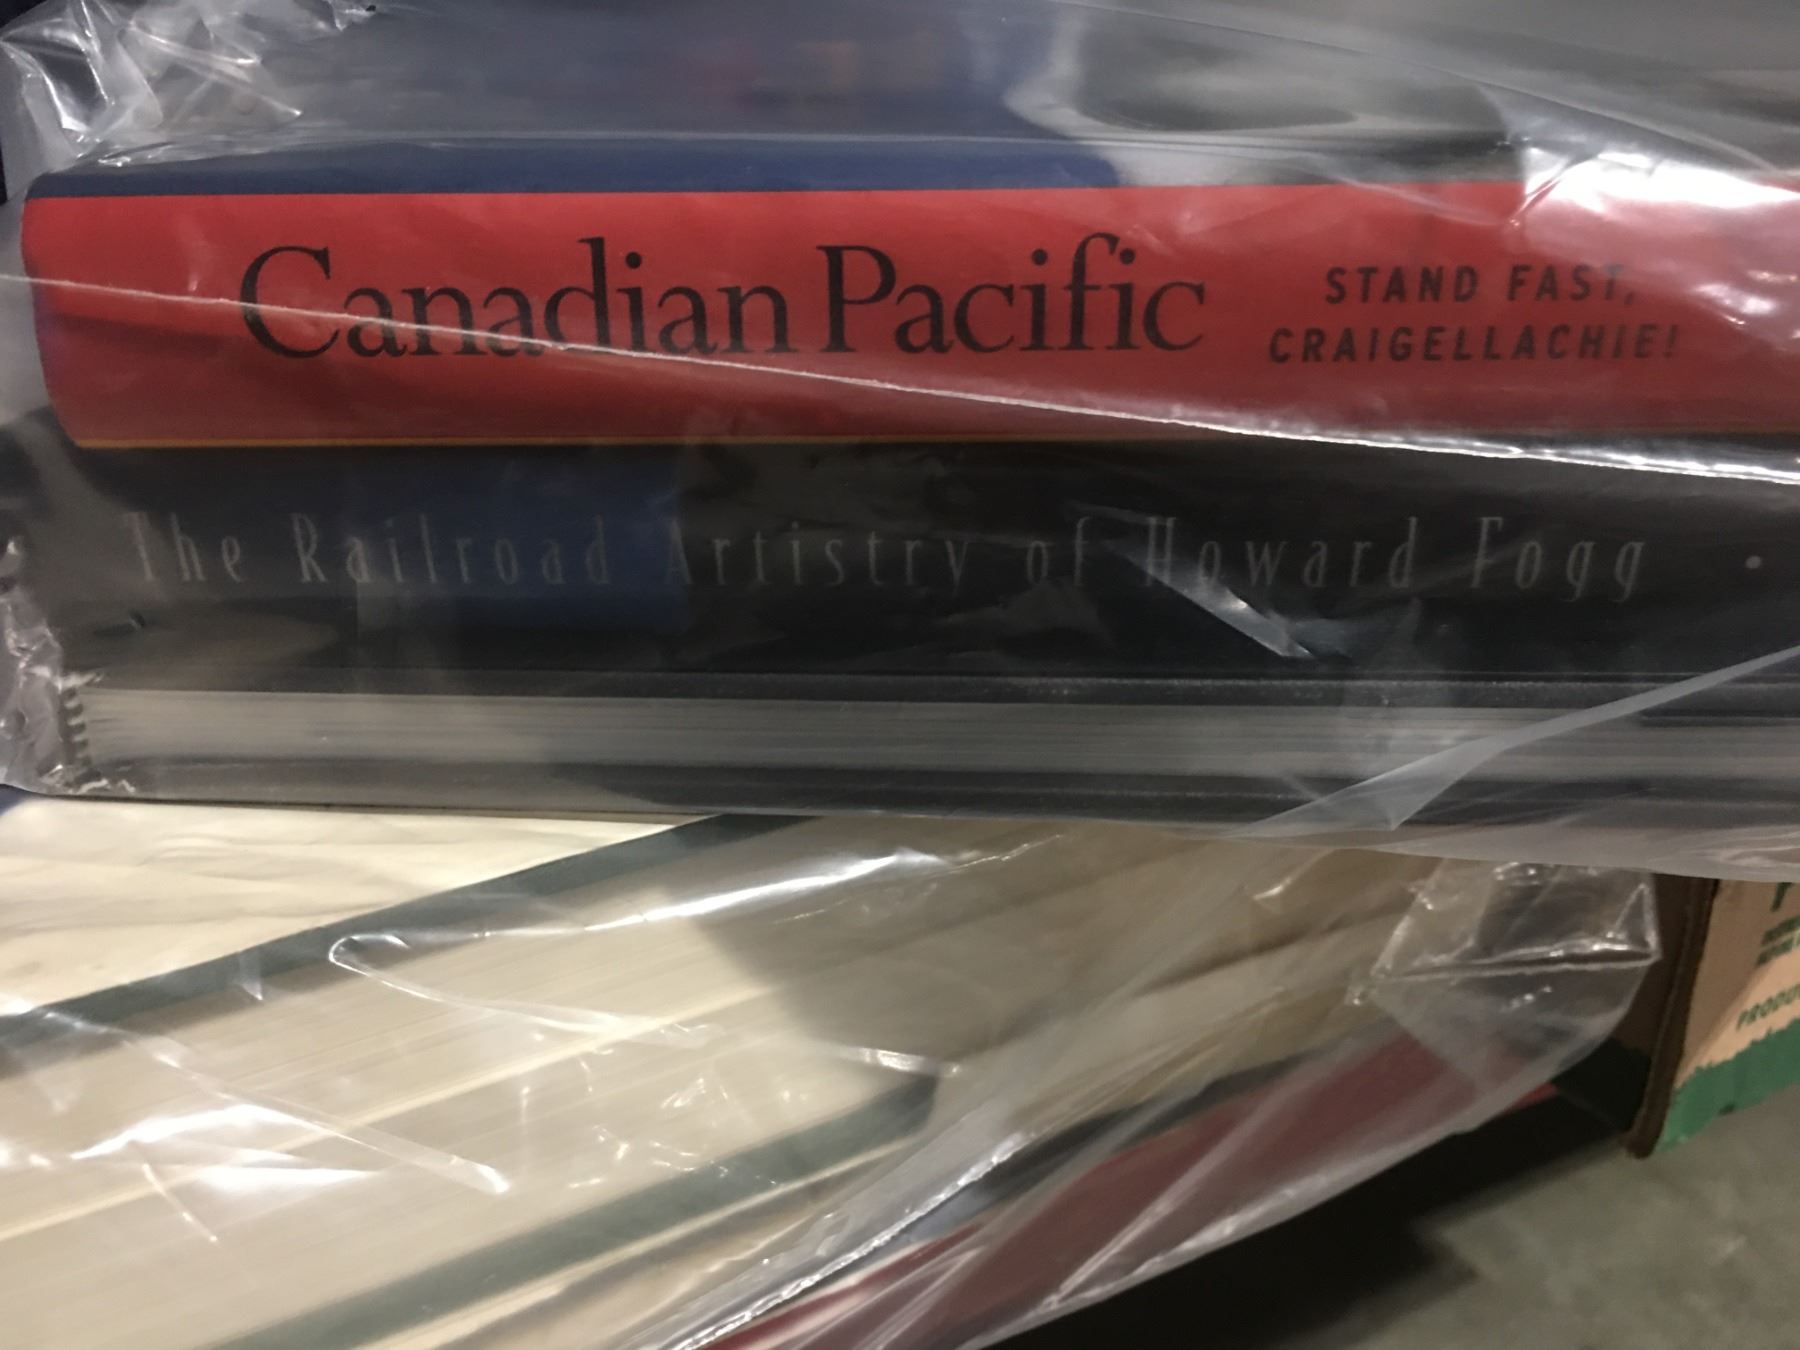 Canadian Pacific
STAND FAST,
CRAIGELLACHIE!
The Railroad Artistry of Howard Fogg •